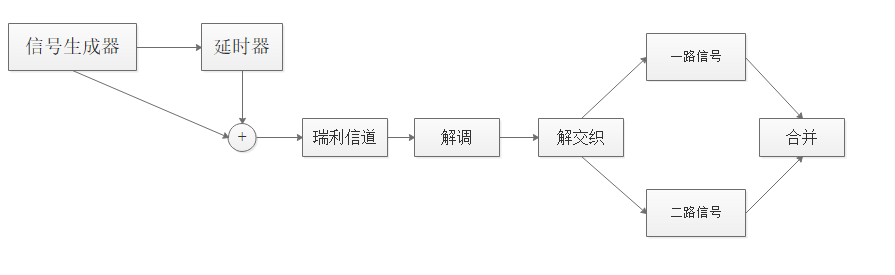 信号生成器
延时器
+
瑞利信道
解调
解交织
一路信号
二路信号
合并